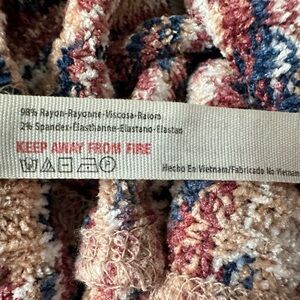 98% Rayon-Rayonne-Viscosa-Raiom
2% Spandex-Elasthanne-Elastano-Elastan
KEEP AWAY FROM FIRE
Hecho En Vietnam/Fabricado No Vietnam